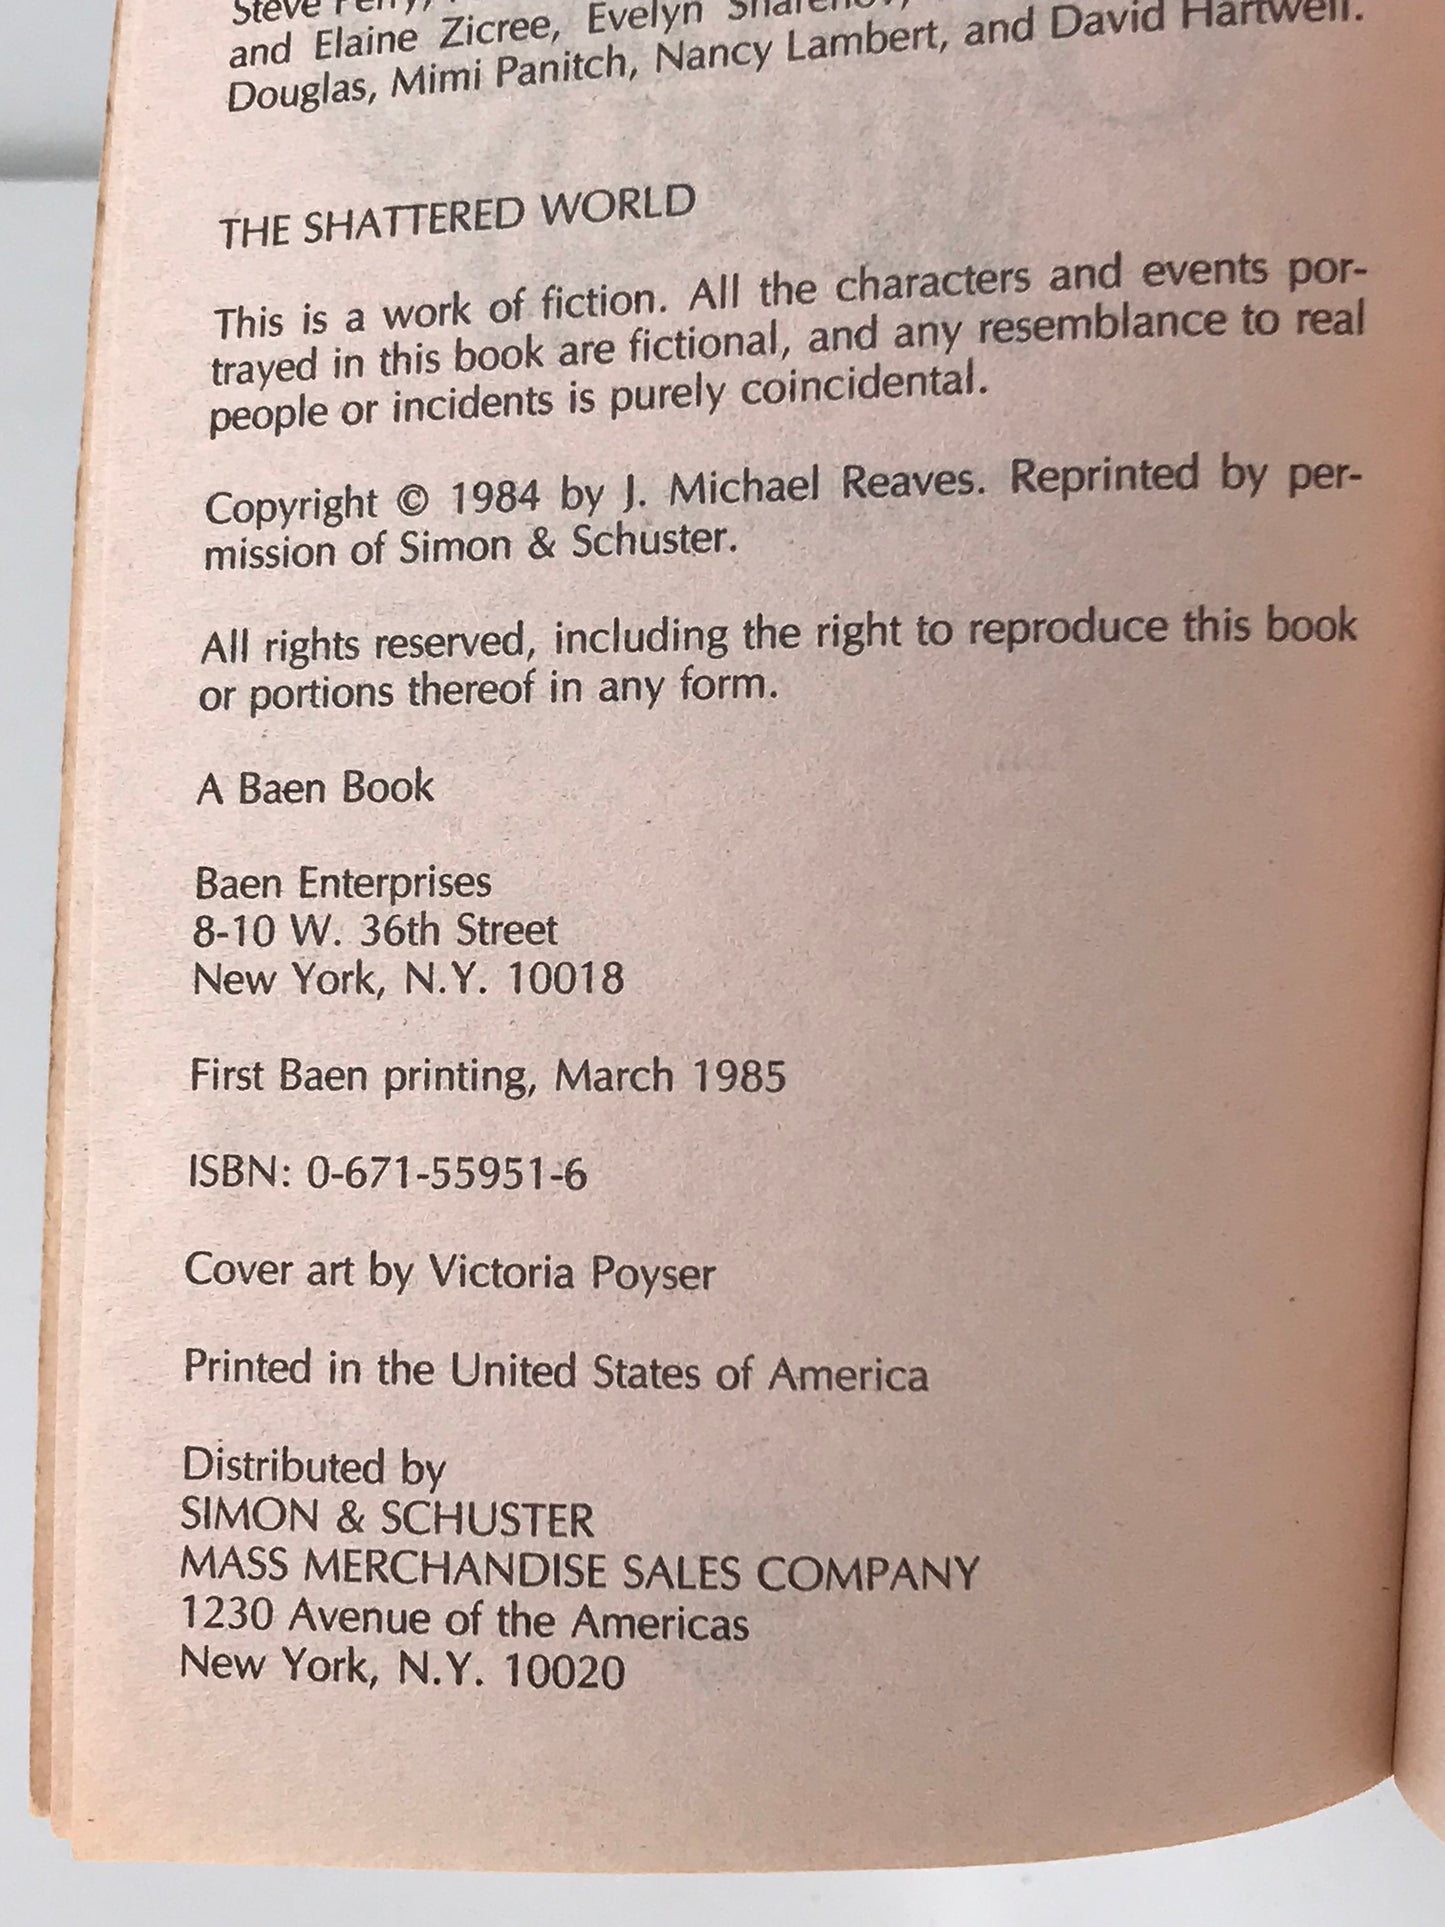 Steve Perry,
and Elaine Zicree, Evelyn
Douglas, Mimi Panitch, Nancy Lambert, and David Hartwell.
THE SHATTERED WORLD
This is a work of fiction. All the characters and events por-
trayed in this book are fictional, and any resemblance to real
people or incidents is purely coincidental.
Copyright © 1984 by J. Michael Reaves. Reprinted by per-
mission of Simon & Schuster.
All rights reserved, including the right to reproduce this book
or portions thereof in any form.
A Baen Book
Baen Enterprises
8-10 W. 36th Street
New York, N.Y. 10018
First Baen printing, March 1985
ISBN: 0-671-55951-6
Cover art by Victoria Poyser
Printed in the United States of America
Distributed by
SIMON & SCHUSTER
MASS MERCHANDISE SALES COMPANY
1230 Avenue of the Americas
New York, N.Y. 10020